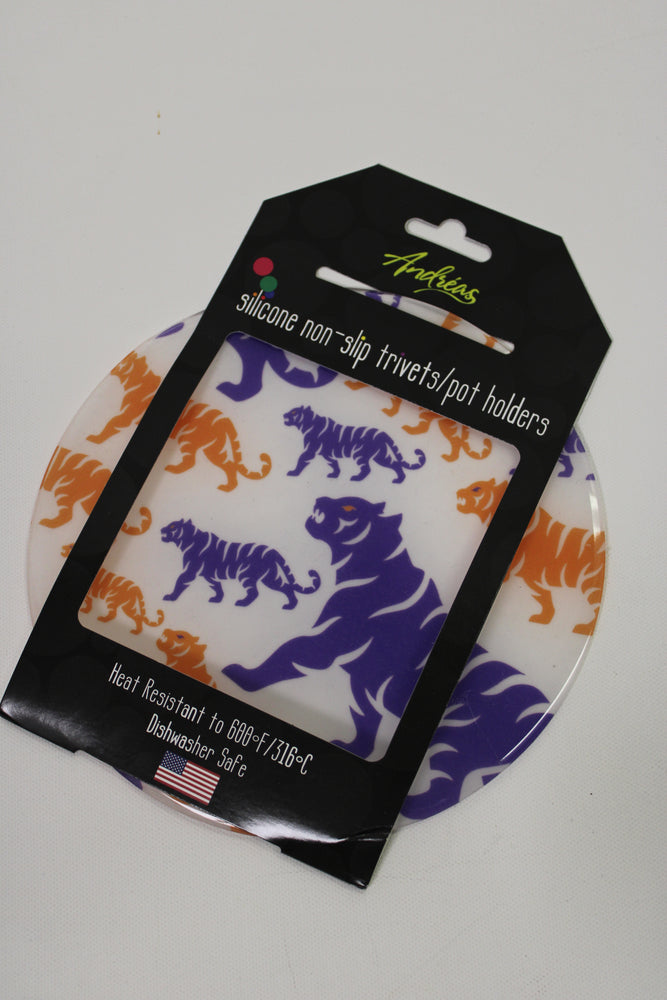 Andréas
silicone non-slip trivets/pot holders
Heat Resistant to 600°F/316°C
Dishwasher Safe